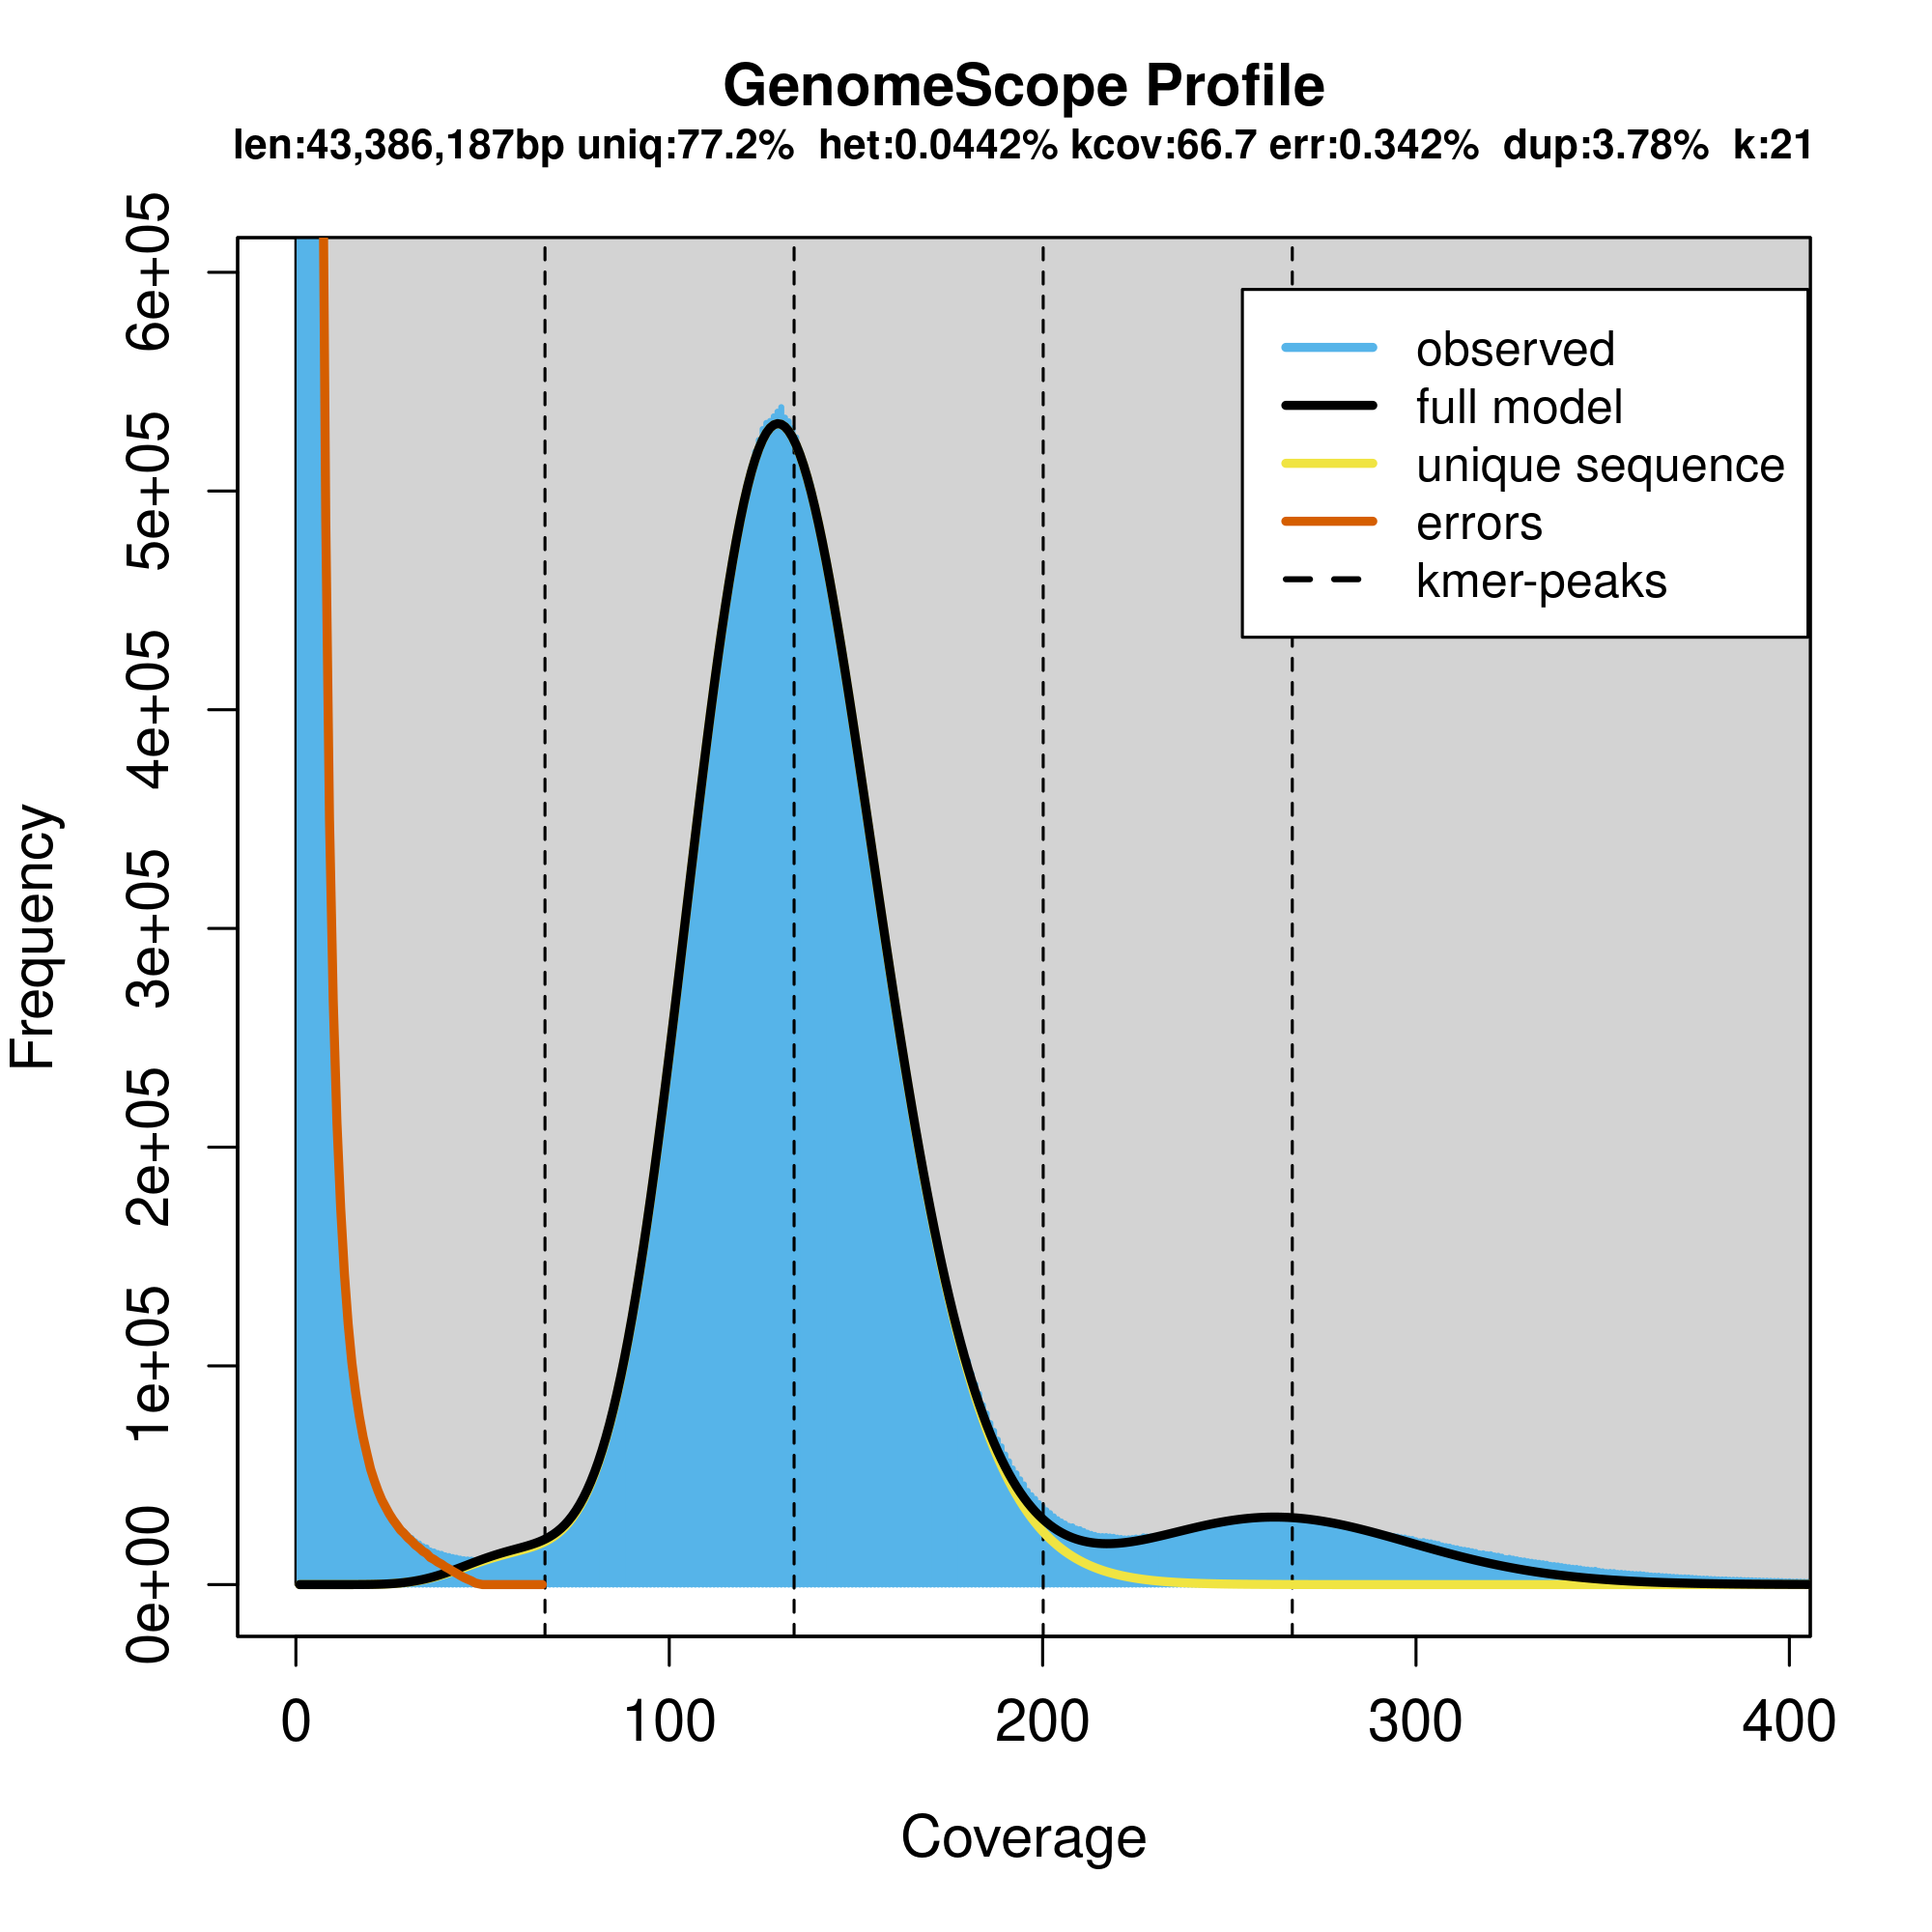 GenomeScope Profile
len:43,386,187bp uniq:77.2% het:0.0442% kcov:66.7 err:0.342% dup:3.78% k:21
observed
full model
unique sequence
errors
kmer-peaks
Frequency
6e+05
5e+05
4e+05
3e+05
2e+05
1e+05
0e+00
0 100 200 300 400
Coverage